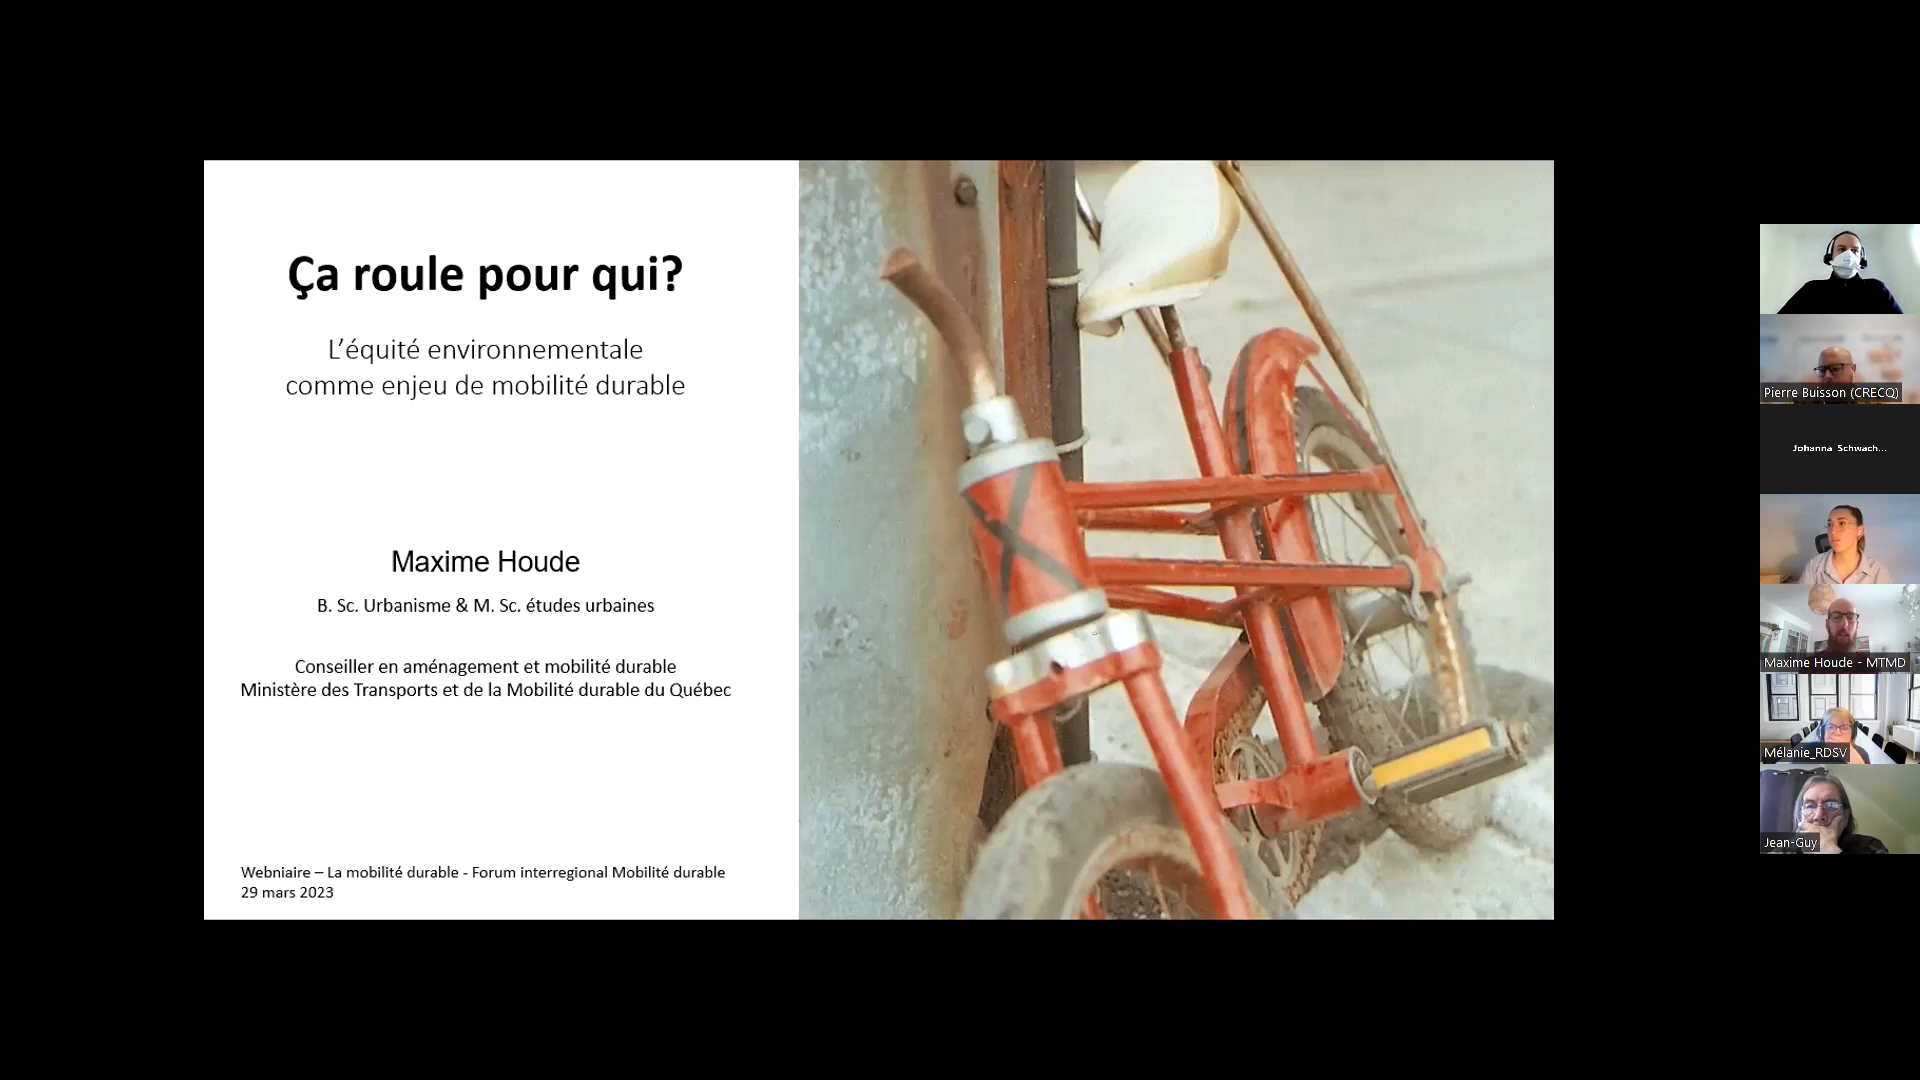 Ça roule pour qui?
L’équité environnementale
comme enjeu de mobilité durable
Maxime Houde
B. Sc. Urbanisme & M. Sc. études urbaines
Conseiller en aménagement et mobilité durable
Ministère des Transports et de la Mobilité durable du Québec
Webniaire – La mobilité durable - Forum interregional Mobilité durable
29 mars 2023
Pierre Buisson (CRECQ)
Johanna Schwach...
Maxime Houde - MTMD
Mélanie_RDSV
Jean-Guy